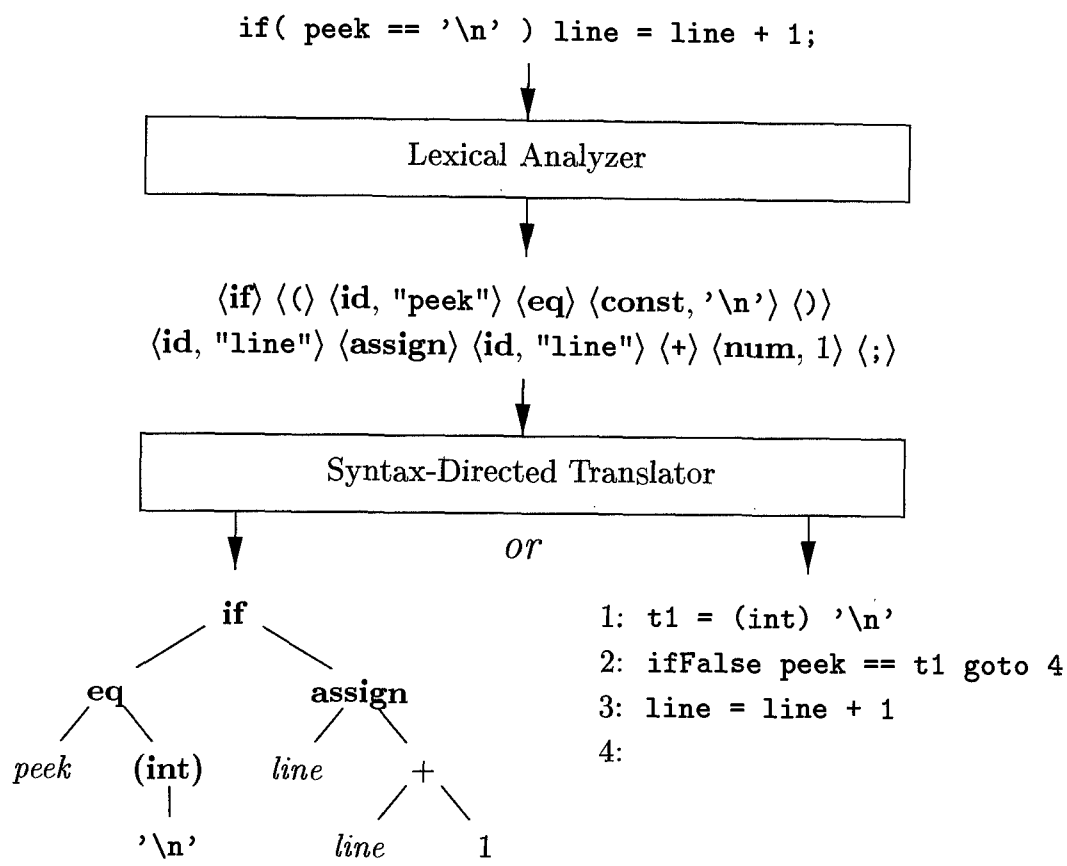 if( peek == '\n' ) line = line + 1;
Lexical Analyzer
⟨if⟩ ⟨(⟩ ⟨id, "peek"⟩ ⟨eq⟩ ⟨const, '\n'⟩ ⟨)⟩
⟨id, "line"⟩ ⟨assign⟩ ⟨id, "line"⟩ ⟨+⟩ ⟨num, 1⟩ ⟨;⟩
Syntax-Directed Translator
or
if
eq assign
peek (int) line +
'\n' line 1
1: t1 = (int) '\n'
2: ifFalse peek == t1 goto 4
3: line = line + 1
4: